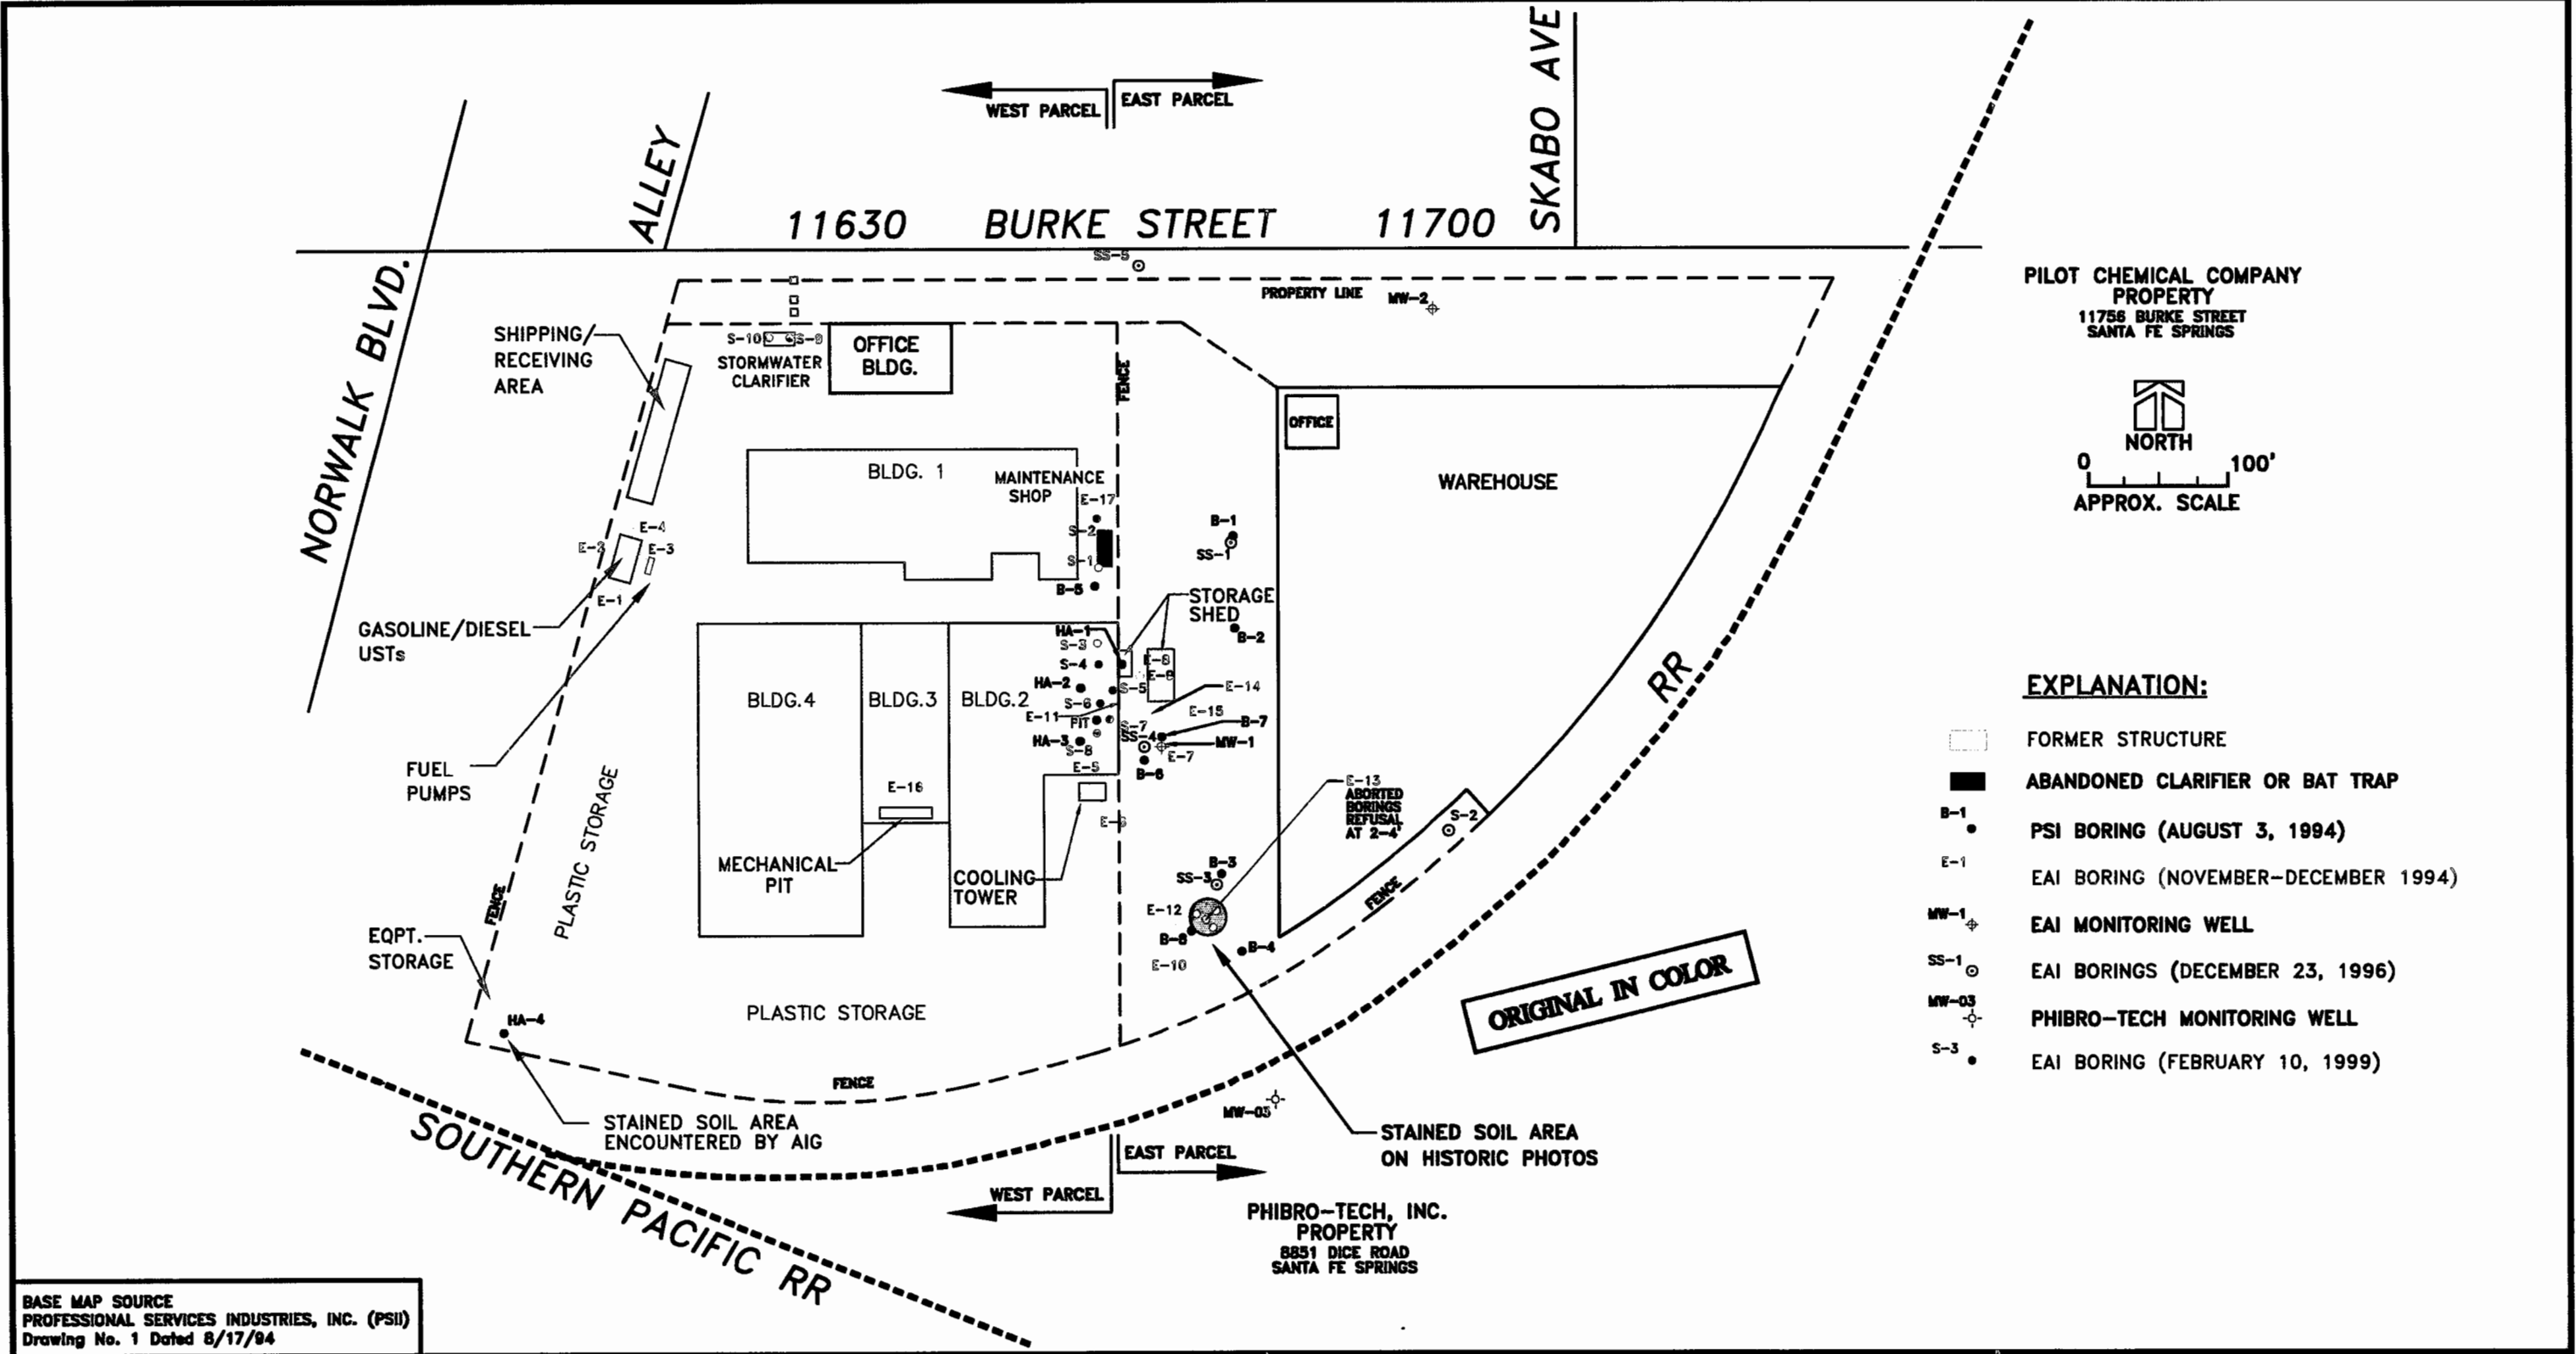 SKABO AVE
WEST PARCEL
EAST PARCEL
ALLEY
11630 BURKE STREET 11700
NORWALK BLVD.
SS-5
PROPERTY LINE
MW-2
PILOT CHEMICAL COMPANY
PROPERTY
11756 BURKE STREET
SANTA FE SPRINGS
NORTH
0 100'
APPROX. SCALE
SHIPPING/
RECEIVING
AREA
S-10
S-9
STORMWATER
CLARIFIER
OFFICE
BLDG.
FENCE
OFFICE
WAREHOUSE
BLDG. 1
MAINTENANCE
SHOP
E-17
S-2
S-1
B-5
B-1
SS-1
E-4
E-3
E-1
GASOLINE/DIESEL
USTs
FUEL
PUMPS
STORAGE
SHED
B-2
HA-1
S-3
S-4
HA-2
S-5
S-6
E-11
PIT
HA-3
S-8
E-5
E-8
E-9
E-14
E-15
S-7
SS-4
B-7
MW-1
E-7
B-6
BLDG.4
BLDG.3
BLDG.2
E-16
MECHANICAL
PIT
COOLING
TOWER
E-13
ABORTED
BORINGS
REFUSAL
AT 2-4'
S-2
RR
FENCE
B-3
SS-3
E-12
B-8
B-4
E-10
PLASTIC STORAGE
FENCE
EQPT.
STORAGE
HA-4
PLASTIC STORAGE
FENCE
STAINED SOIL AREA
ENCOUNTERED BY AIG
SOUTHERN PACIFIC RR
MW-03
STAINED SOIL AREA
ON HISTORIC PHOTOS
EAST PARCEL
WEST PARCEL
PHIBRO-TECH, INC.
PROPERTY
8851 DICE ROAD
SANTA FE SPRINGS
ORIGINAL IN COLOR
EXPLANATION:
FORMER STRUCTURE
ABANDONED CLARIFIER OR BAT TRAP
B-1
PSI BORING (AUGUST 3, 1994)
E-1
EAI BORING (NOVEMBER-DECEMBER 1994)
MW-1
EAI MONITORING WELL
SS-1
EAI BORINGS (DECEMBER 23, 1996)
MW-03
PHIBRO-TECH MONITORING WELL
S-3
EAI BORING (FEBRUARY 10, 1999)
BASE MAP SOURCE
PROFESSIONAL SERVICES INDUSTRIES, INC. (PSII)
Drawing No. 1 Dated 8/17/94